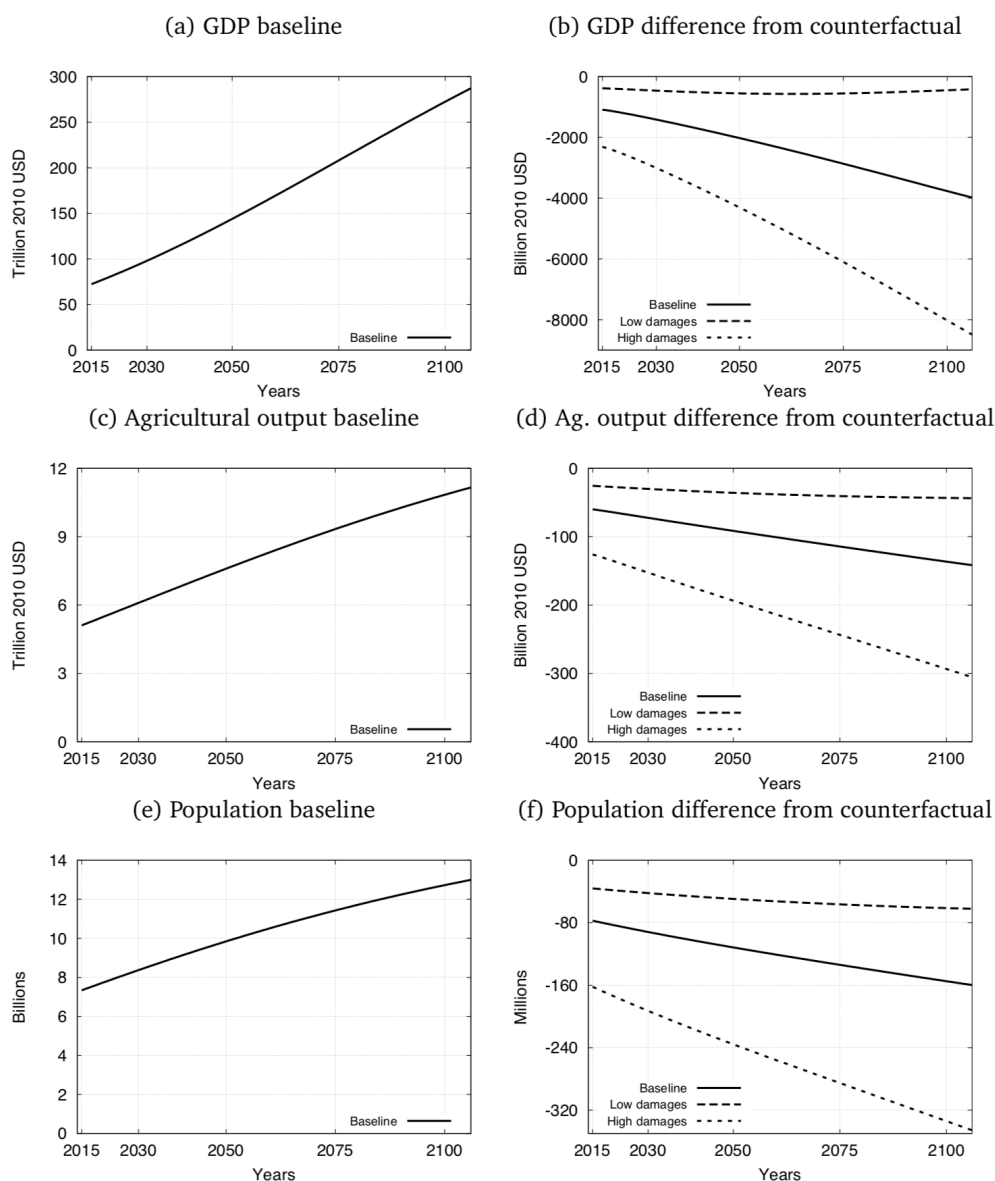 (a) GDP baseline
300
250
200
150
100
50
0
Trillion 2010 USD
Baseline
2015 2030 2050 2075 2100
Years
(b) GDP difference from counterfactual
0
-2000
-4000
-6000
-8000
Billion 2010 USD
Baseline
Low damages
High damages
2015 2030 2050 2075 2100
Years
(c) Agricultural output baseline
12
9
6
3
0
Trillion 2010 USD
Baseline
2015 2030 2050 2075 2100
Years
(d) Ag. output difference from counterfactual
0
-100
-200
-300
-400
Billion 2010 USD
Baseline
Low damages
High damages
2015 2030 2050 2075 2100
Years
(e) Population baseline
14
12
10
8
6
4
2
0
Billions
Baseline
2015 2030 2050 2075 2100
Years
(f) Population difference from counterfactual
0
-80
-160
-240
-320
Millions
Baseline
Low damages
High damages
2015 2030 2050 2075 2100
Years